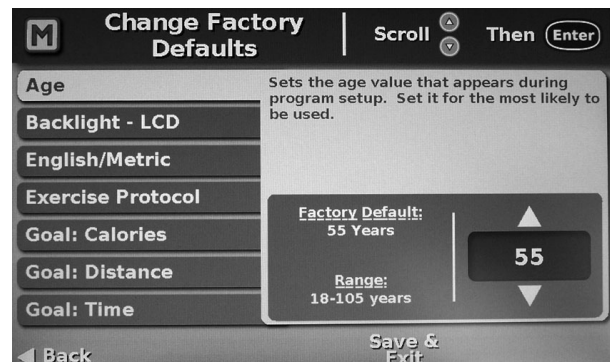 M
Change Factory
Defaults
Scroll
Then
Enter
Age
Backlight - LCD
English/Metric
Exercise Protocol
Goal: Calories
Goal: Distance
Goal: Time
Sets the age value that appears during
program setup. Set it for the most likely to
be used.
Factory Default:
55 Years
Range:
18-105 years
55
Back
Save &
Exit